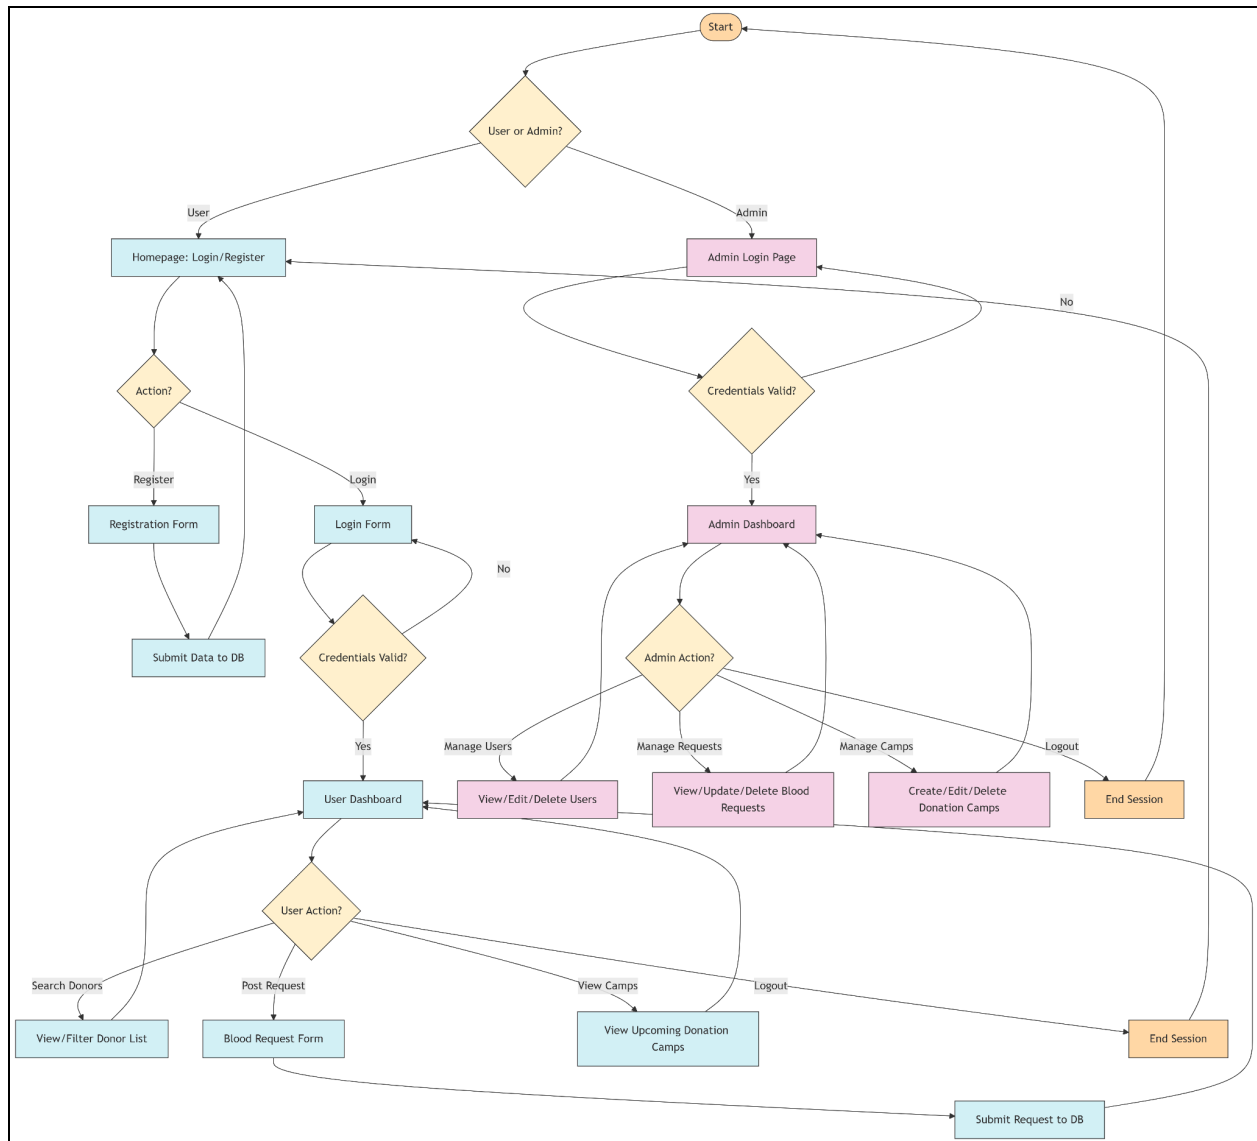 Start
User or Admin?
User
Admin
Homepage: Login/Register
Admin Login Page
No
Action?
Credentials Valid?
Register
Login
Yes
Registration Form
Login Form
Admin Dashboard
No
Submit Data to DB
Credentials Valid?
Admin Action?
Yes
Manage Users
Manage Requests
Manage Camps
Logout
User Dashboard
View/Edit/Delete Users
View/Update/Delete Blood
Requests
Create/Edit/Delete
Donation Camps
End Session
User Action?
Search Donors
Post Request
View Camps
Logout
View/Filter Donor List
Blood Request Form
View Upcoming Donation
Camps
End Session
Submit Request to DB